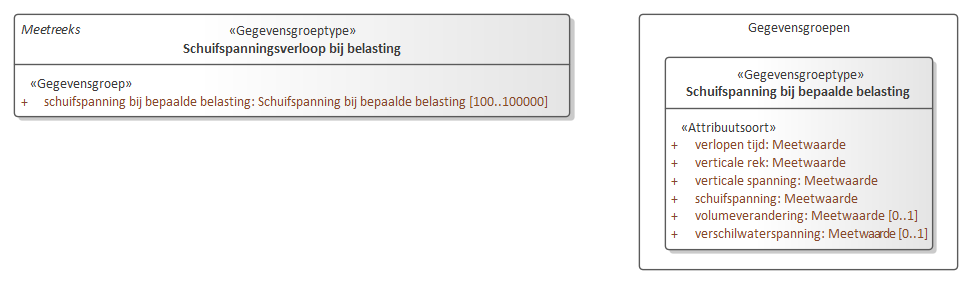 Meetreeks
«Gegevensgroeptype»
Schuifspanningsverloop bij belasting
«Gegevensgroep»
+ schuifspanning bij bepaalde belasting: Schuifspanning bij bepaalde belasting [100..100000]
Gegevensgroepen
«Gegevensgroeptype»
Schuifspanning bij bepaalde belasting
«Attribuutsoort»
+ verlopen tijd: Meetwaarde
+ verticale rek: Meetwaarde
+ verticale spanning: Meetwaarde
+ schuifspanning: Meetwaarde
+ volumeverandering: Meetwaarde [0..1]
+ verschilwaterspanning: Meetwaarde [0..1]